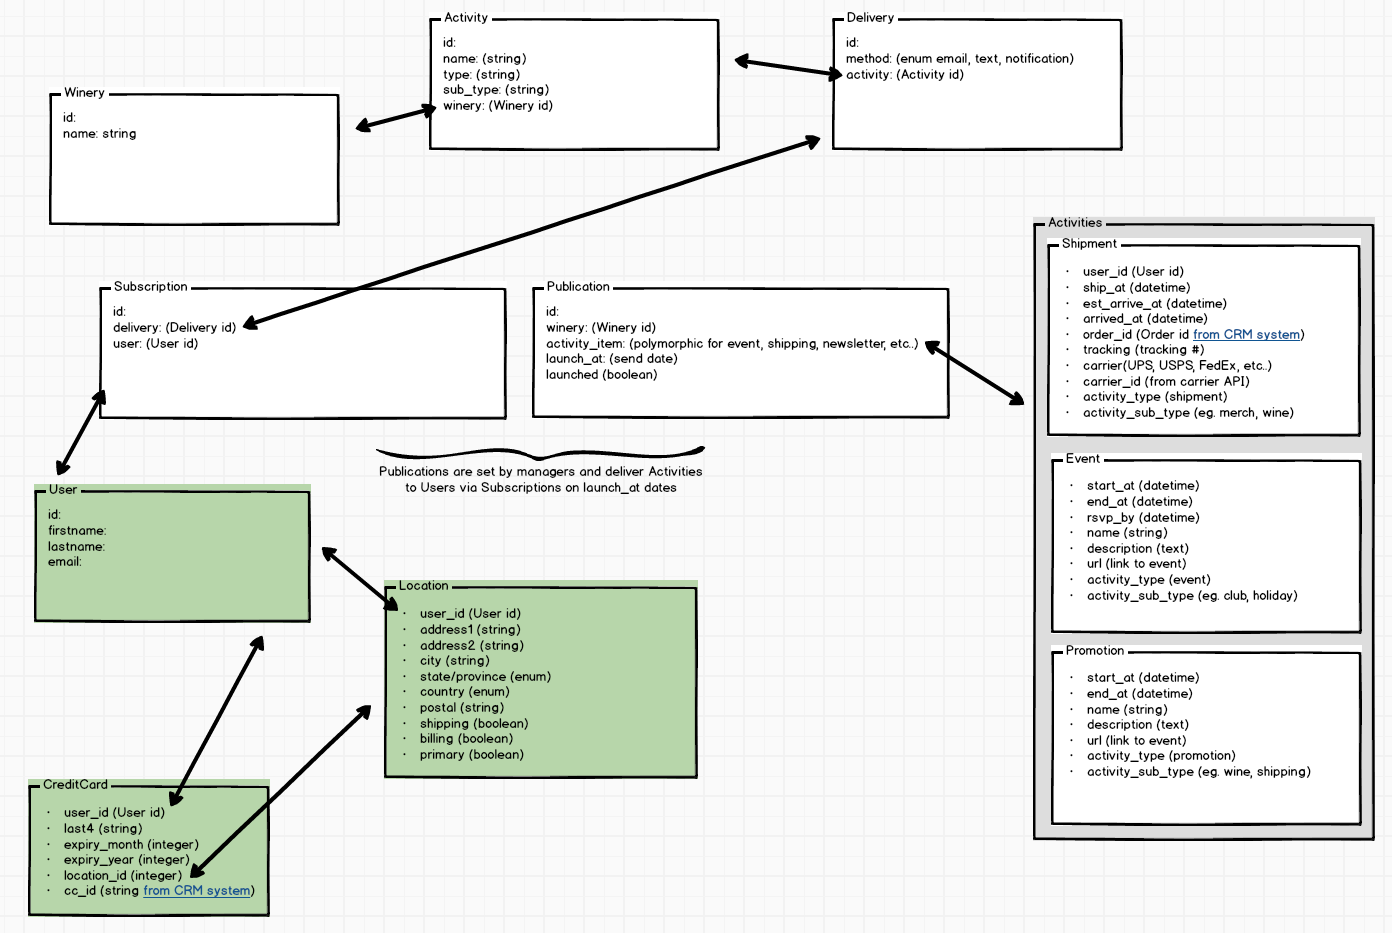 Activity
id:
name: (string)
type: (string)
sub_type: (string)
winery: (Winery id)
Delivery
id:
method: (enum email, text, notification)
activity: (Activity id)
Winery
id:
name: string
Subscription
id:
delivery: (Delivery id)
user: (User id)
Publication
id:
winery: (Winery id)
activity_item: (polymorphic for event, shipping, newsletter, etc..)
launch_at: (send date)
launched (boolean)
Publications are set by managers and deliver Activities
to Users via Subscriptions on launch_at dates
Activities
Shipment
· user_id (User id)
· ship_at (datetime)
· est_arrive_at (datetime)
· arrived_at (datetime)
· order_id (Order id from CRM system)
· tracking (tracking #)
· carrier(UPS, USPS, FedEx, etc..)
· carrier_id (from carrier API)
· activity_type (shipment)
· activity_sub_type (eg. merch, wine)
Event
· start_at (datetime)
· end_at (datetime)
· rsvp_by (datetime)
· name (string)
· description (text)
· url (link to event)
· activity_type (event)
· activity_sub_type (eg. club, holiday)
Promotion
· start_at (datetime)
· end_at (datetime)
· name (string)
· description (text)
· url (link to event)
· activity_type (promotion)
· activity_sub_type (eg. wine, shipping)
User
id:
firstname:
lastname:
email:
Location
· user_id (User id)
· address1 (string)
· address2 (string)
· city (string)
· state/province (enum)
· country (enum)
· postal (string)
· shipping (boolean)
· billing (boolean)
· primary (boolean)
CreditCard
· user_id (User id)
· last4 (string)
· expiry_month (integer)
· expiry_year (integer)
· location_id (integer)
· cc_id (string from CRM system)